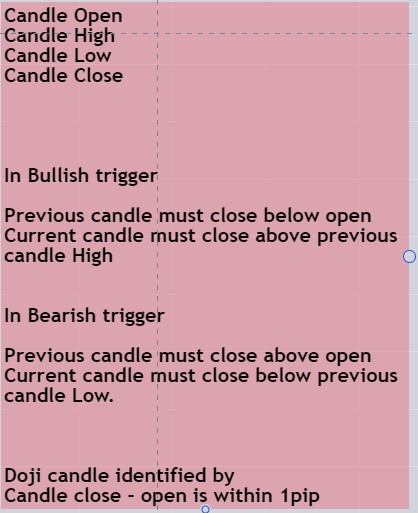 Candle Open
Candle High
Candle Low
Candle Close
In Bullish trigger
Previous candle must close below open
Current candle must close above previous
candle High
In Bearish trigger
Previous candle must close above open
Current candle must close below previous
candle Low.
Doji candle identified by
Candle close - open is within 1pip